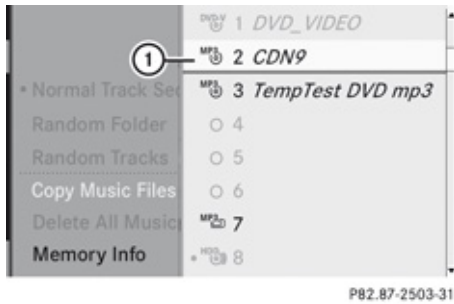 DVD-V 1 DVD_VIDEO
1 MP3 2 CDN9
• Normal Track Seq MP3 3 TempTest DVD mp3
Random Folder 4
Random Tracks 5
Copy Music Files 6
Delete All Music MP3 7
Memory Info • HDD 8
P82.87-2503-31